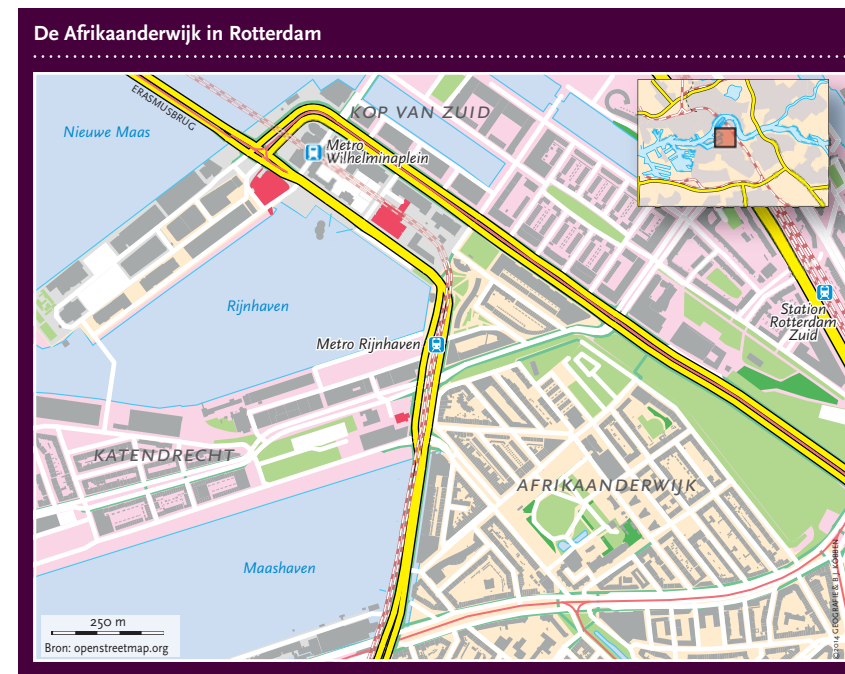 De Afrikaanderwijk in Rotterdam
ERASMUSBRUG
KOP VAN ZUID
Nieuwe Maas
Metro
Wilhelminaplein
Rijnhaven
Station
Rotterdam
Zuid
Metro Rijnhaven
KATENDRECHT
AFRIKAANDERWIJK
Maashaven
250 m
Bron: openstreetmap.org
©2014 GEOGRAFIE & B.J. KÖBBEN